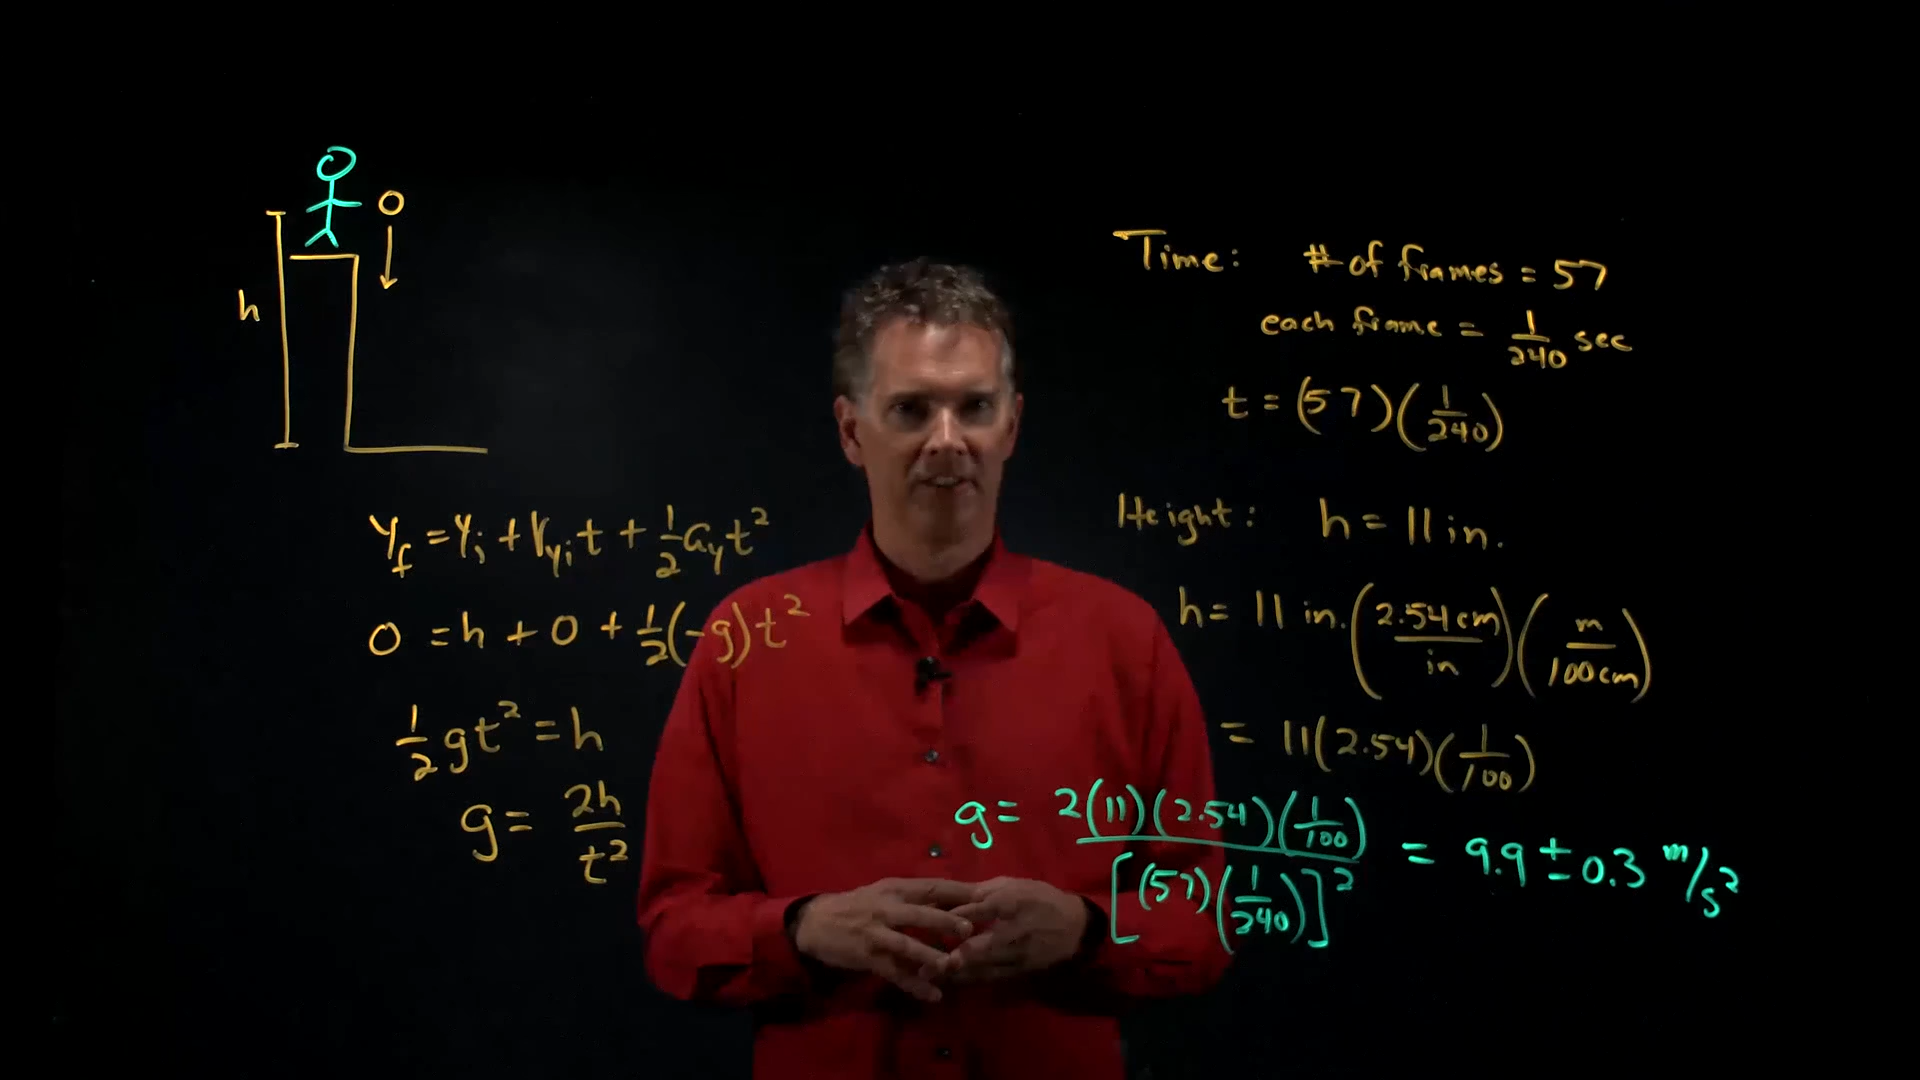 h
y_f = y_i + v_yi t + 1/2 a_y t²
0 = h + 0 + 1/2 (-g) t²
1/2 g t² = h
g = 2h / t²
Time: # of frames = 57
each frame = 1/240 sec
t = (57)(1/240)
Height: h = 11 in.
h = 11 in. (2.54 cm / in)(m / 100 cm)
= 11(2.54)(1/100)
g = 2(11)(2.54)(1/100) / [(57)(1/240)]² = 9.9 ± 0.3 m/s²